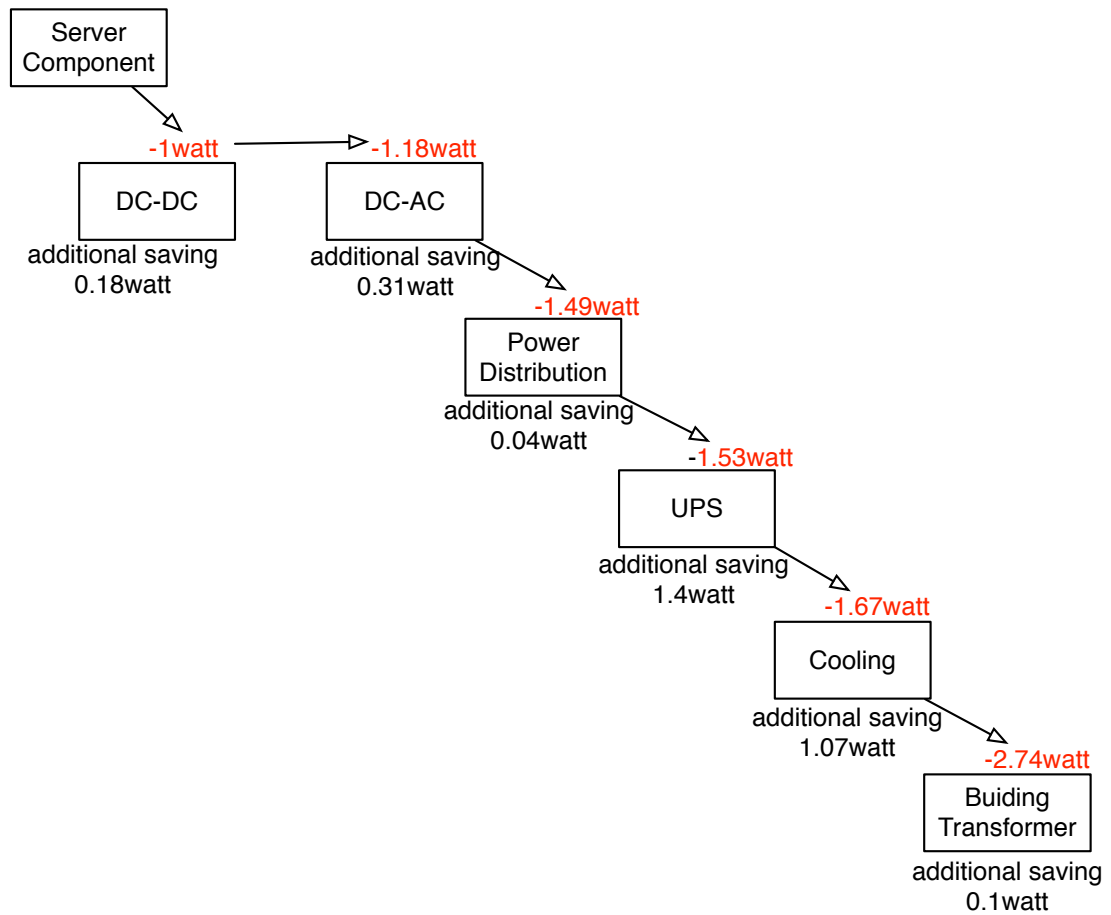 Server
Component
-1watt
-1.18watt
DC-DC
DC-AC
additional saving
0.18watt
additional saving
0.31watt
-1.49watt
Power
Distribution
additional saving
0.04watt
-1.53watt
UPS
additional saving
1.4watt
-1.67watt
Cooling
additional saving
1.07watt
-2.74watt
Buiding
Transformer
additional saving
0.1watt